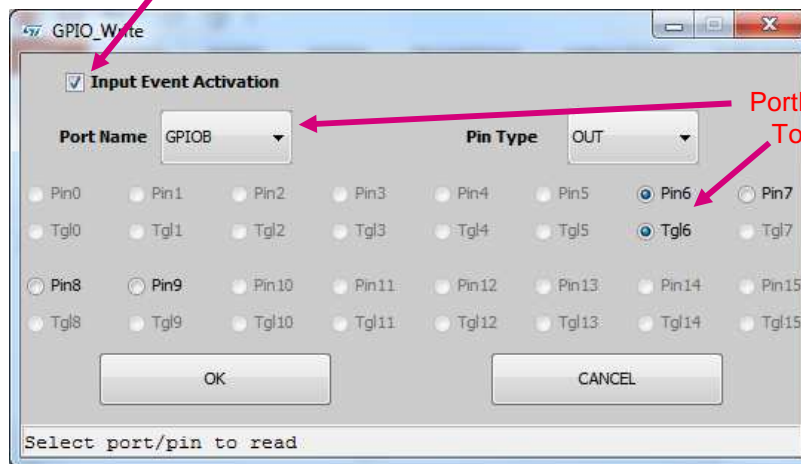 GPIO_Write
Input Event Activation
Port Name GPIOB Pin Type OUT
Pin0 Pin1 Pin2 Pin3 Pin4 Pin5 Pin6 Pin7
Tgl0 Tgl1 Tgl2 Tgl3 Tgl4 Tgl5 Tgl6 Tgl7
Pin8 Pin9 Pin10 Pin11 Pin12 Pin13 Pin14 Pin15
Tgl8 Tgl9 Tgl10 Tgl11 Tgl12 Tgl13 Tgl14 Tgl15
OK CANCEL
Select port/pin to read